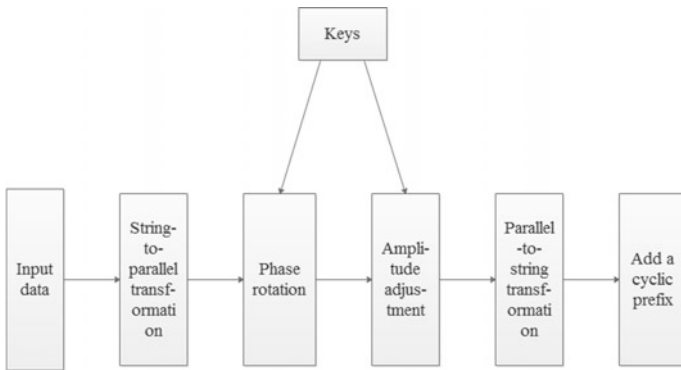 Keys
Input
data
String-
to-
parallel
transf-
ormati
on
Phase
rotation
Ampli-
tude
adjus-
tment
Parallel
-to-
string
transf-
ormati
on
Add a
cyclic
prefix